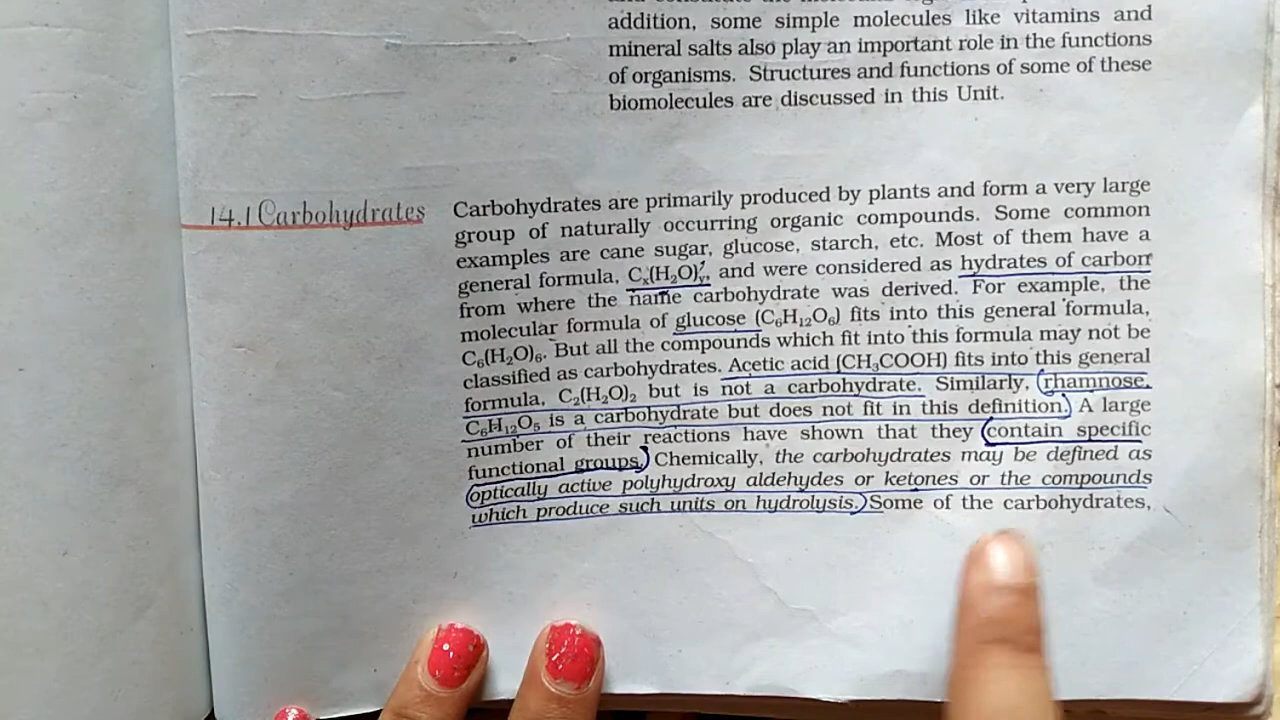 addition, some simple molecules like vitamins and
mineral salts also play an important role in the functions
of organisms. Structures and functions of some of these
biomolecules are discussed in this Unit.
14.1 Carbohydrates
Carbohydrates are primarily produced by plants and form a very large
group of naturally occurring organic compounds. Some common
examples are cane sugar, glucose, starch, etc. Most of them have a
general formula, Cₓ(H₂O)ᵧ, and were considered as hydrates of carbon
from where the name carbohydrate was derived. For example, the
molecular formula of glucose (C₆H₁₂O₆) fits into this general formula,
C₆(H₂O)₆. But all the compounds which fit into this formula may not be
classified as carbohydrates. Acetic acid (CH₃COOH) fits into this general
formula, C₂(H₂O)₂ but is not a carbohydrate. Similarly, rhamnose,
C₆H₁₂O₅ is a carbohydrate but does not fit in this definition. A large
number of their reactions have shown that they contain specific
functional groups. Chemically, the carbohydrates may be defined as
optically active polyhydroxy aldehydes or ketones or the compounds
which produce such units on hydrolysis. Some of the carbohydrates,